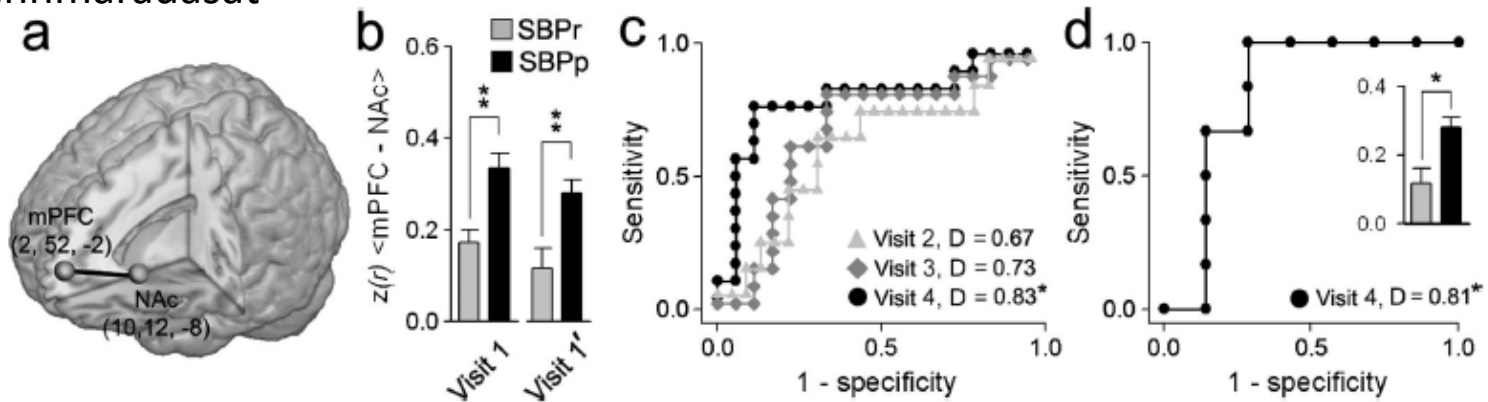 a
mPFC
(2, 52, -2)
NAc
(10,12, -8)
b
SBPr
SBPp
z(r) <mPFC - NAc>
0.6
0.4
0.2
0.0
**
**
Visit 1
Visit 1'
c
Sensitivity
1.0
0.5
0.0
Visit 2, D = 0.67
Visit 3, D = 0.73
Visit 4, D = 0.83*
0.0 0.5 1.0
1 - specificity
d
Sensitivity
1.0
0.5
0.0
0.4
0.2
0.0
*
Visit 4, D = 0.81*
0.0 0.5 1.0
1 - specificity